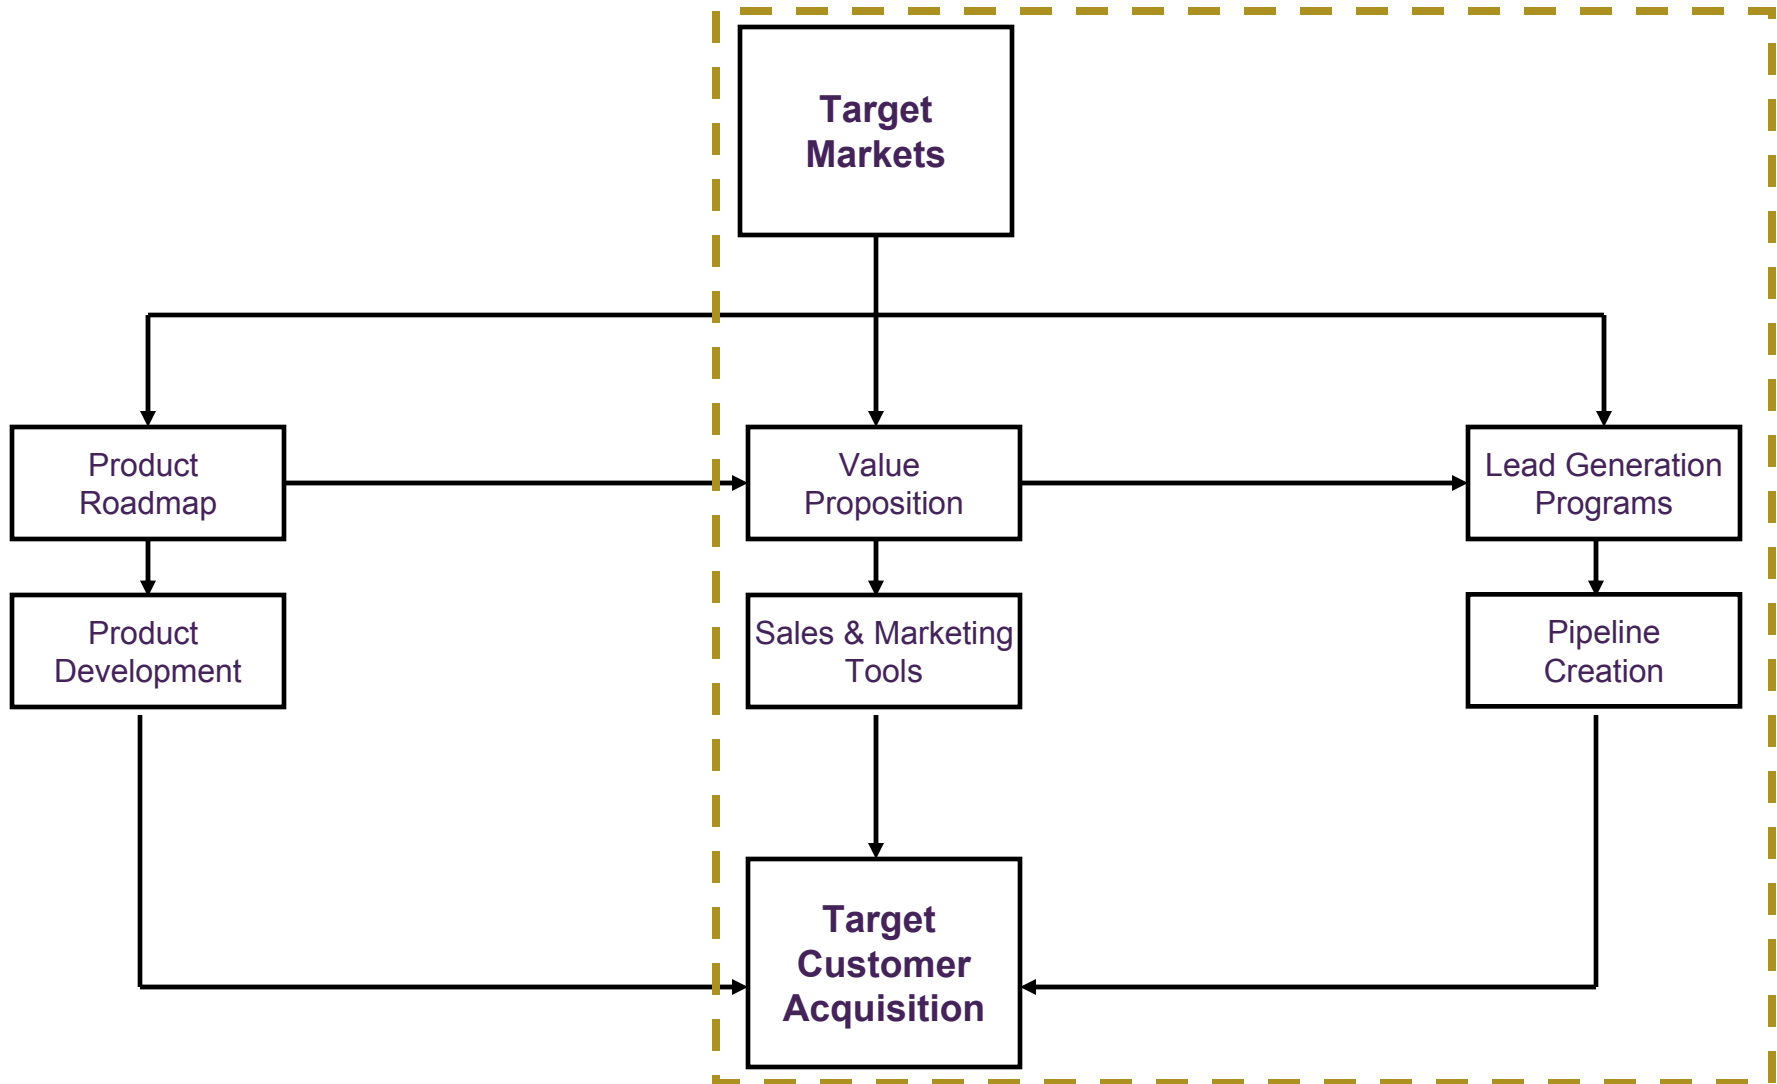 Target
Markets
Product
Roadmap
Value
Proposition
Lead Generation
Programs
Product
Development
Sales & Marketing
Tools
Pipeline
Creation
Target
Customer
Acquisition